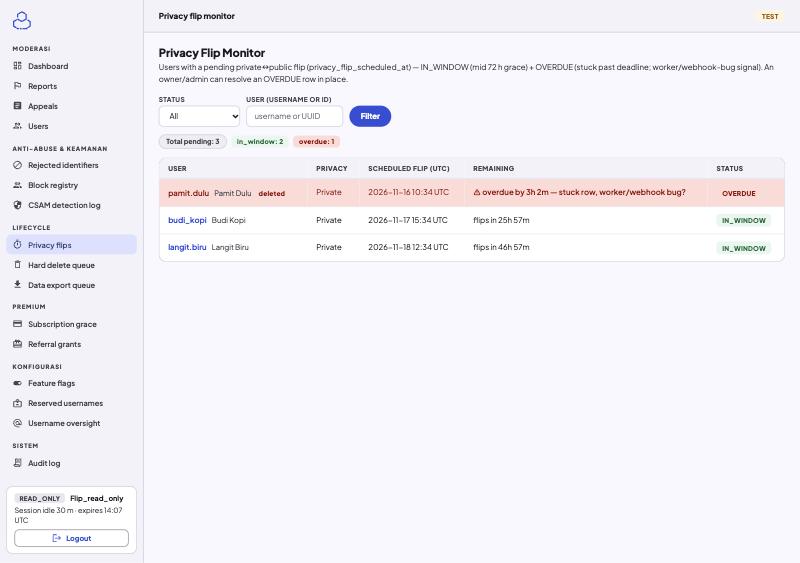 MODERASI
Dashboard
Reports
Appeals
Users
ANTI-ABUSE & KEAMANAN
Rejected identifiers
Block registry
CSAM detection log
LIFECYCLE
Privacy flips
Hard delete queue
Data export queue
PREMIUM
Subscription grace
Referral grants
KONFIGURASI
Feature flags
Reserved usernames
Username oversight
SISTEM
Audit log
READ_ONLY Flip_read_only
Session idle 30 m · expires 14:07
UTC
Logout
Privacy flip monitor TEST
Privacy Flip Monitor
Users with a pending private↔public flip (privacy_flip_scheduled_at) — IN_WINDOW (mid 72 h grace) + OVERDUE (stuck past deadline; worker/webhook-bug signal). An
owner/admin can resolve an OVERDUE row in place.
STATUS USER (USERNAME OR ID)
All username or UUID Filter
Total pending: 3 in_window: 2 overdue: 1
USER PRIVACY SCHEDULED FLIP (UTC) REMAINING STATUS
pamit.dulu Pamit Dulu deleted Private 2026-11-16 10:34 UTC ⚠ overdue by 3h 2m — stuck row, worker/webhook bug? OVERDUE
budi_kopi Budi Kopi Private 2026-11-17 15:34 UTC flips in 25h 57m IN_WINDOW
langit.biru Langit Biru Private 2026-11-18 12:34 UTC flips in 46h 57m IN_WINDOW